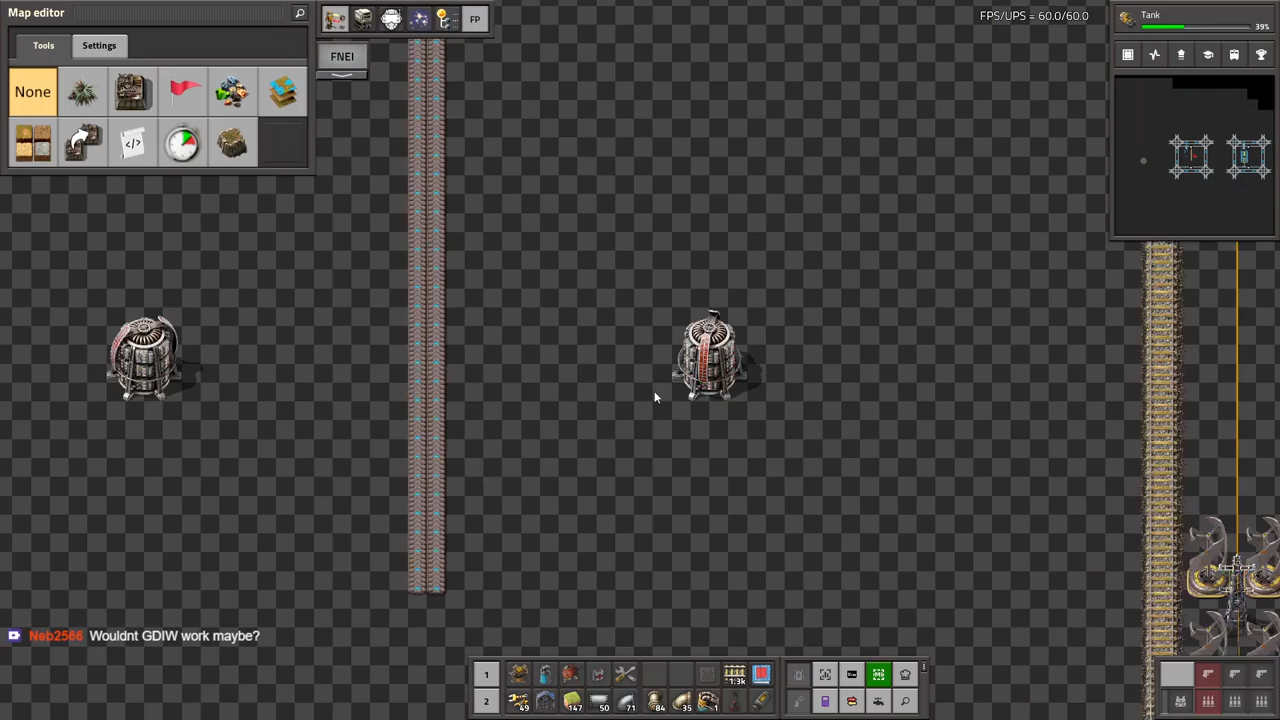 Map editor
FP
FPS/UPS = 60.0/60.0
Tank
39%
Tools
Settings
FNEI
None
</>
Neb2566 Wouldnt GDIW work maybe?
1
1.3k
2
49
147
50
71
84
35
1